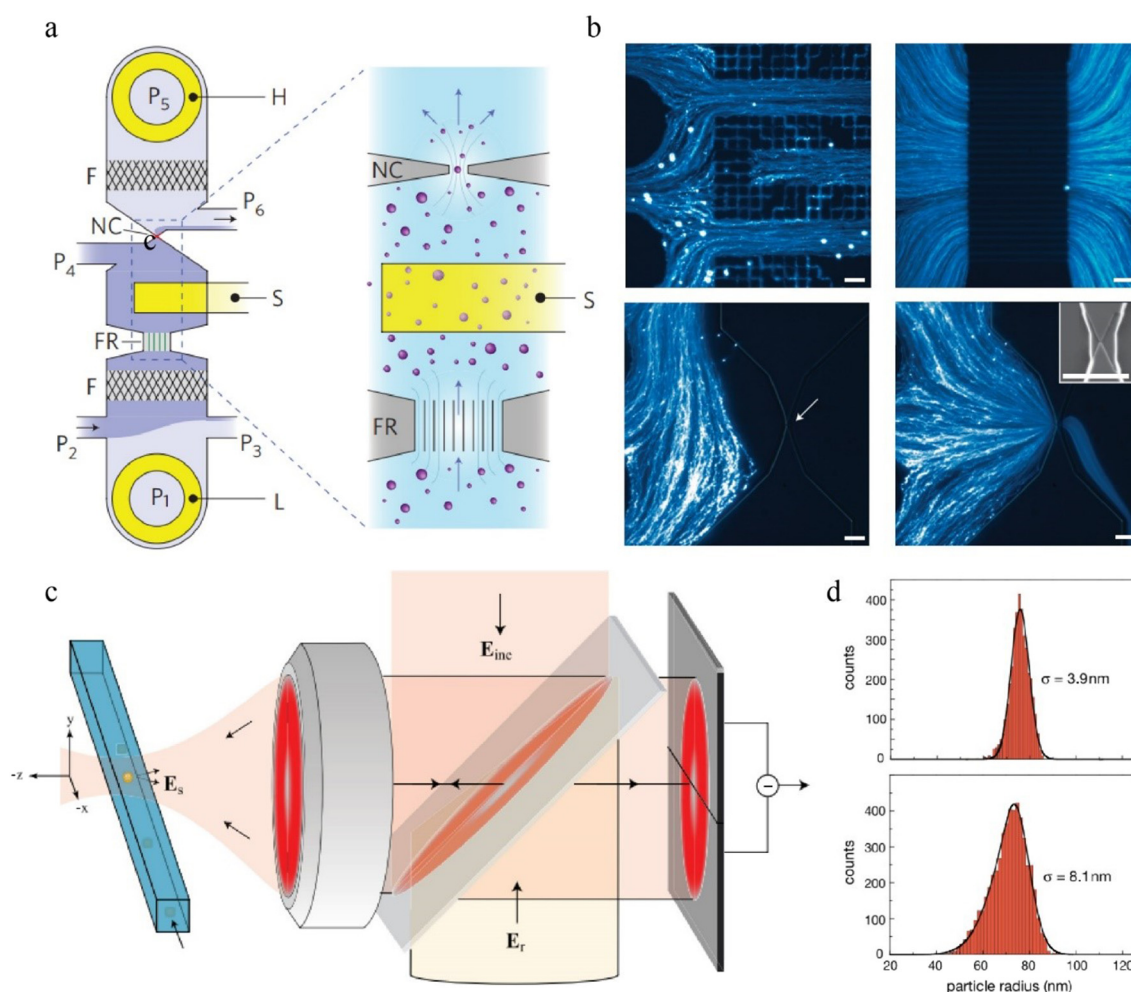 a
P5
H
F
P6
NC
e
P4
S
FR
F
P2
P3
P1
L
NC
S
FR
b
c
y
-z
-x
Es
Einc
Er
−
d
400
300
200
100
0
counts
σ = 3.9nm
400
300
200
100
0
counts
σ = 8.1nm
20 40 60 80 100 120
particle radius (nm)